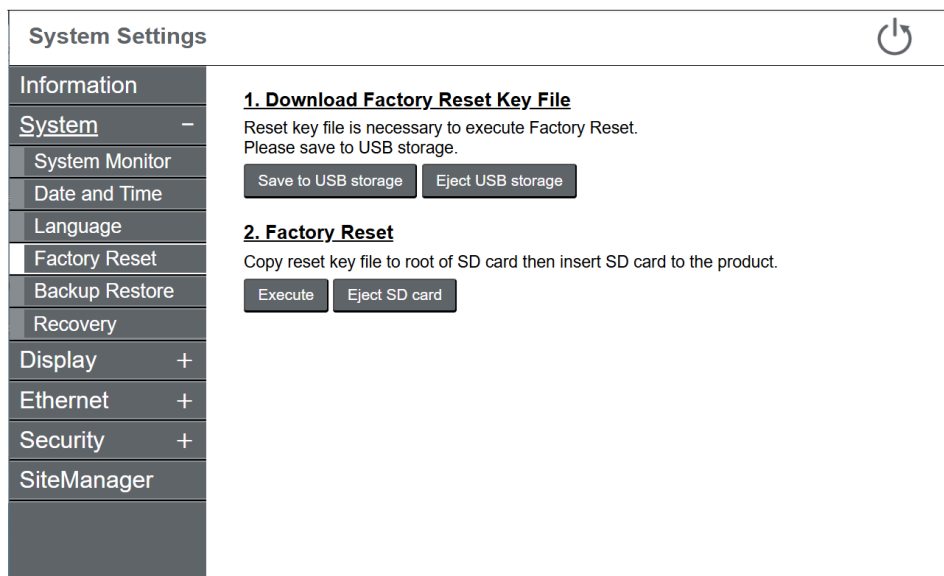 System Settings
Information
System −
System Monitor
Date and Time
Language
Factory Reset
Backup Restore
Recovery
Display +
Ethernet +
Security +
SiteManager
1. Download Factory Reset Key File
Reset key file is necessary to execute Factory Reset.
Please save to USB storage.
Save to USB storage Eject USB storage
2. Factory Reset
Copy reset key file to root of SD card then insert SD card to the product.
Execute Eject SD card